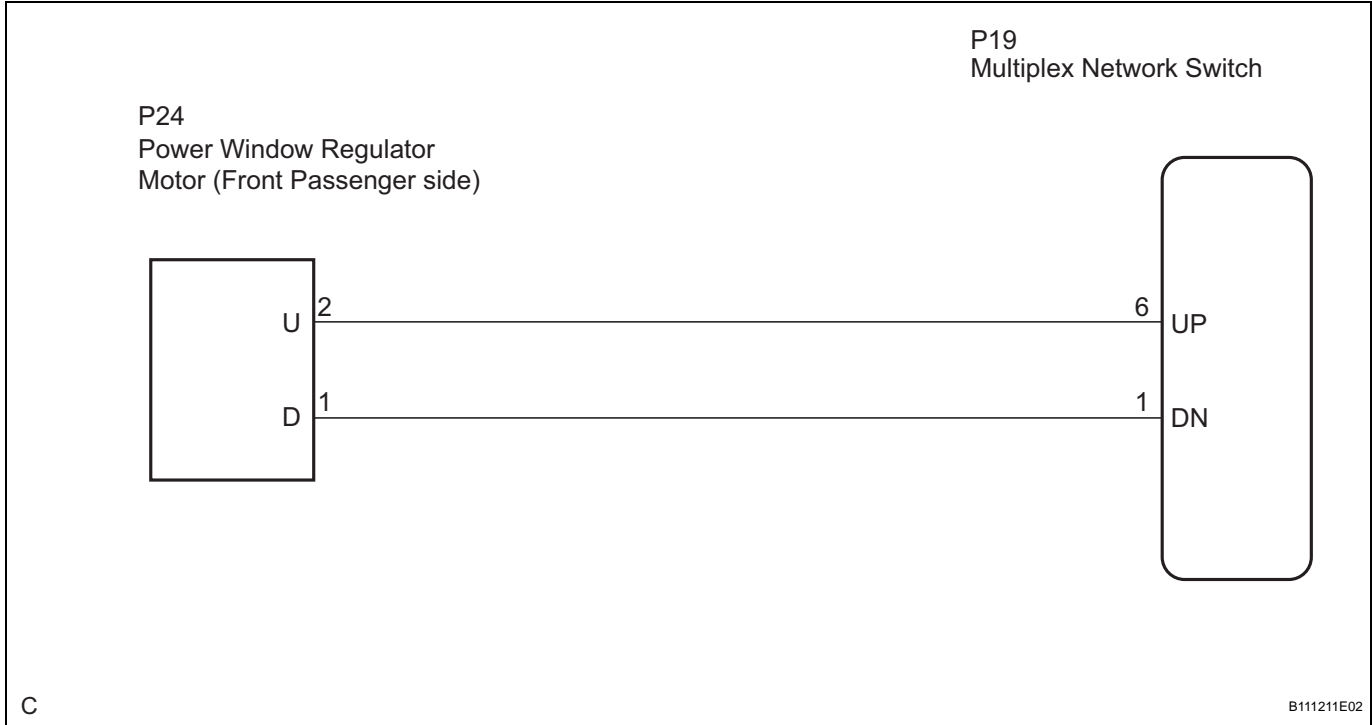 P19
Multiplex Network Switch
P24
Power Window Regulator
Motor (Front Passenger side)
U 2 6 UP
D 1 1 DN
C B111211E02